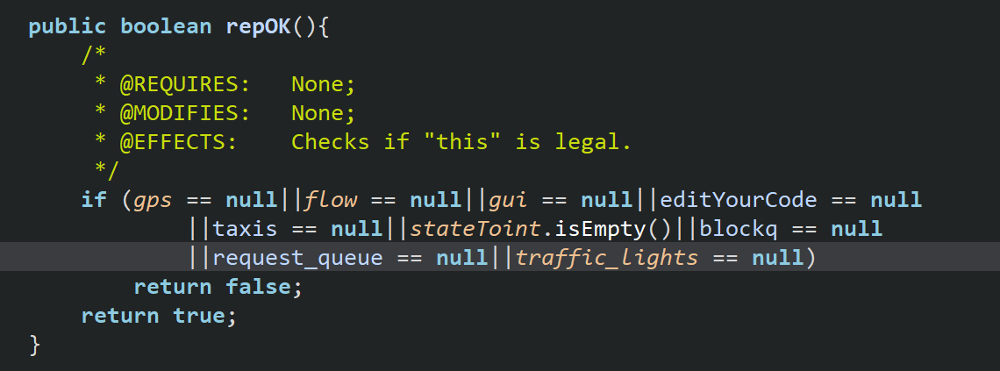 public boolean repOK(){
    /*
     * @REQUIRES:   None;
     * @MODIFIES:   None;
     * @EFFECTS:    Checks if "this" is legal.
     */
    if (gps == null||flow == null||gui == null||editYourCode == null
            ||taxis == null||stateToint.isEmpty()||blockq == null
            ||request_queue == null||traffic_lights == null)
        return false;
    return true;
}